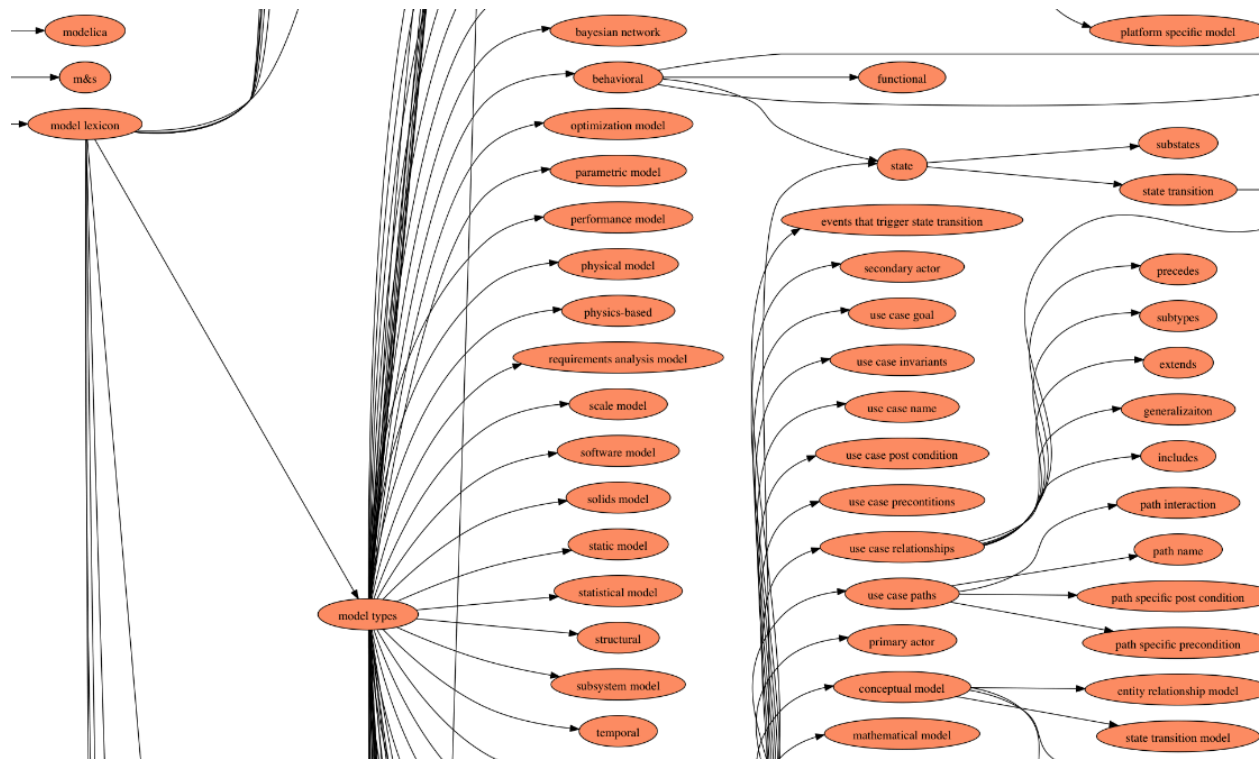 modelica
m&s
model lexicon
model types
bayesian network
behavioral
optimization model
parametric model
performance model
physical model
physics-based
requirements analysis model
scale model
software model
solids model
static model
statistical model
structural
subsystem model
temporal
functional
state
events that trigger state transition
secondary actor
use case goal
use case invariants
use case name
use case post condition
use case precontitions
use case relationships
use case paths
primary actor
conceptual model
mathematical model
platform specific model
substates
state transition
precedes
subtypes
extends
generalizaiton
includes
path interaction
path name
path specific post condition
path specific precondition
entity relationship model
state transition model